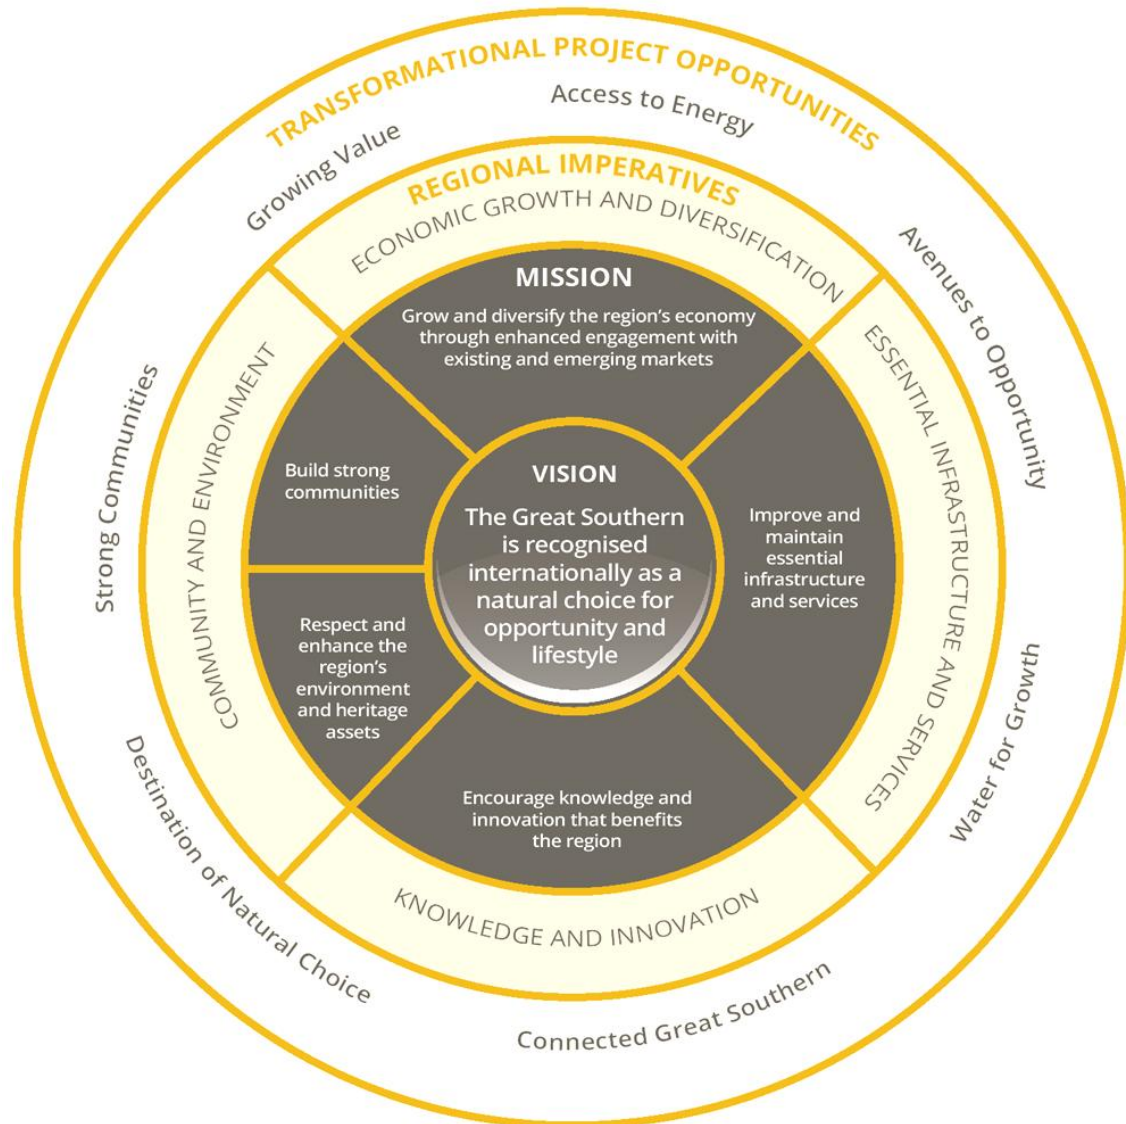 TRANSFORMATIONAL PROJECT OPPORTUNITIES
Growing Value
Access to Energy
Avenues to Opportunity
Water for Growth
Connected Great Southern
Destination of Natural Choice
Strong Communities
REGIONAL IMPERATIVES
ECONOMIC GROWTH AND DIVERSIFICATION
ESSENTIAL INFRASTRUCTURE AND SERVICES
KNOWLEDGE AND INNOVATION
COMMUNITY AND ENVIRONMENT
MISSION
Grow and diversify the region's economy
through enhanced engagement with
existing and emerging markets
Improve and
maintain
essential
infrastructure
and services
Encourage knowledge and
innovation that benefits
the region
Respect and
enhance the
region's
environment
and heritage
assets
Build strong
communities
VISION
The Great Southern
is recognised
internationally as a
natural choice for
opportunity and
lifestyle